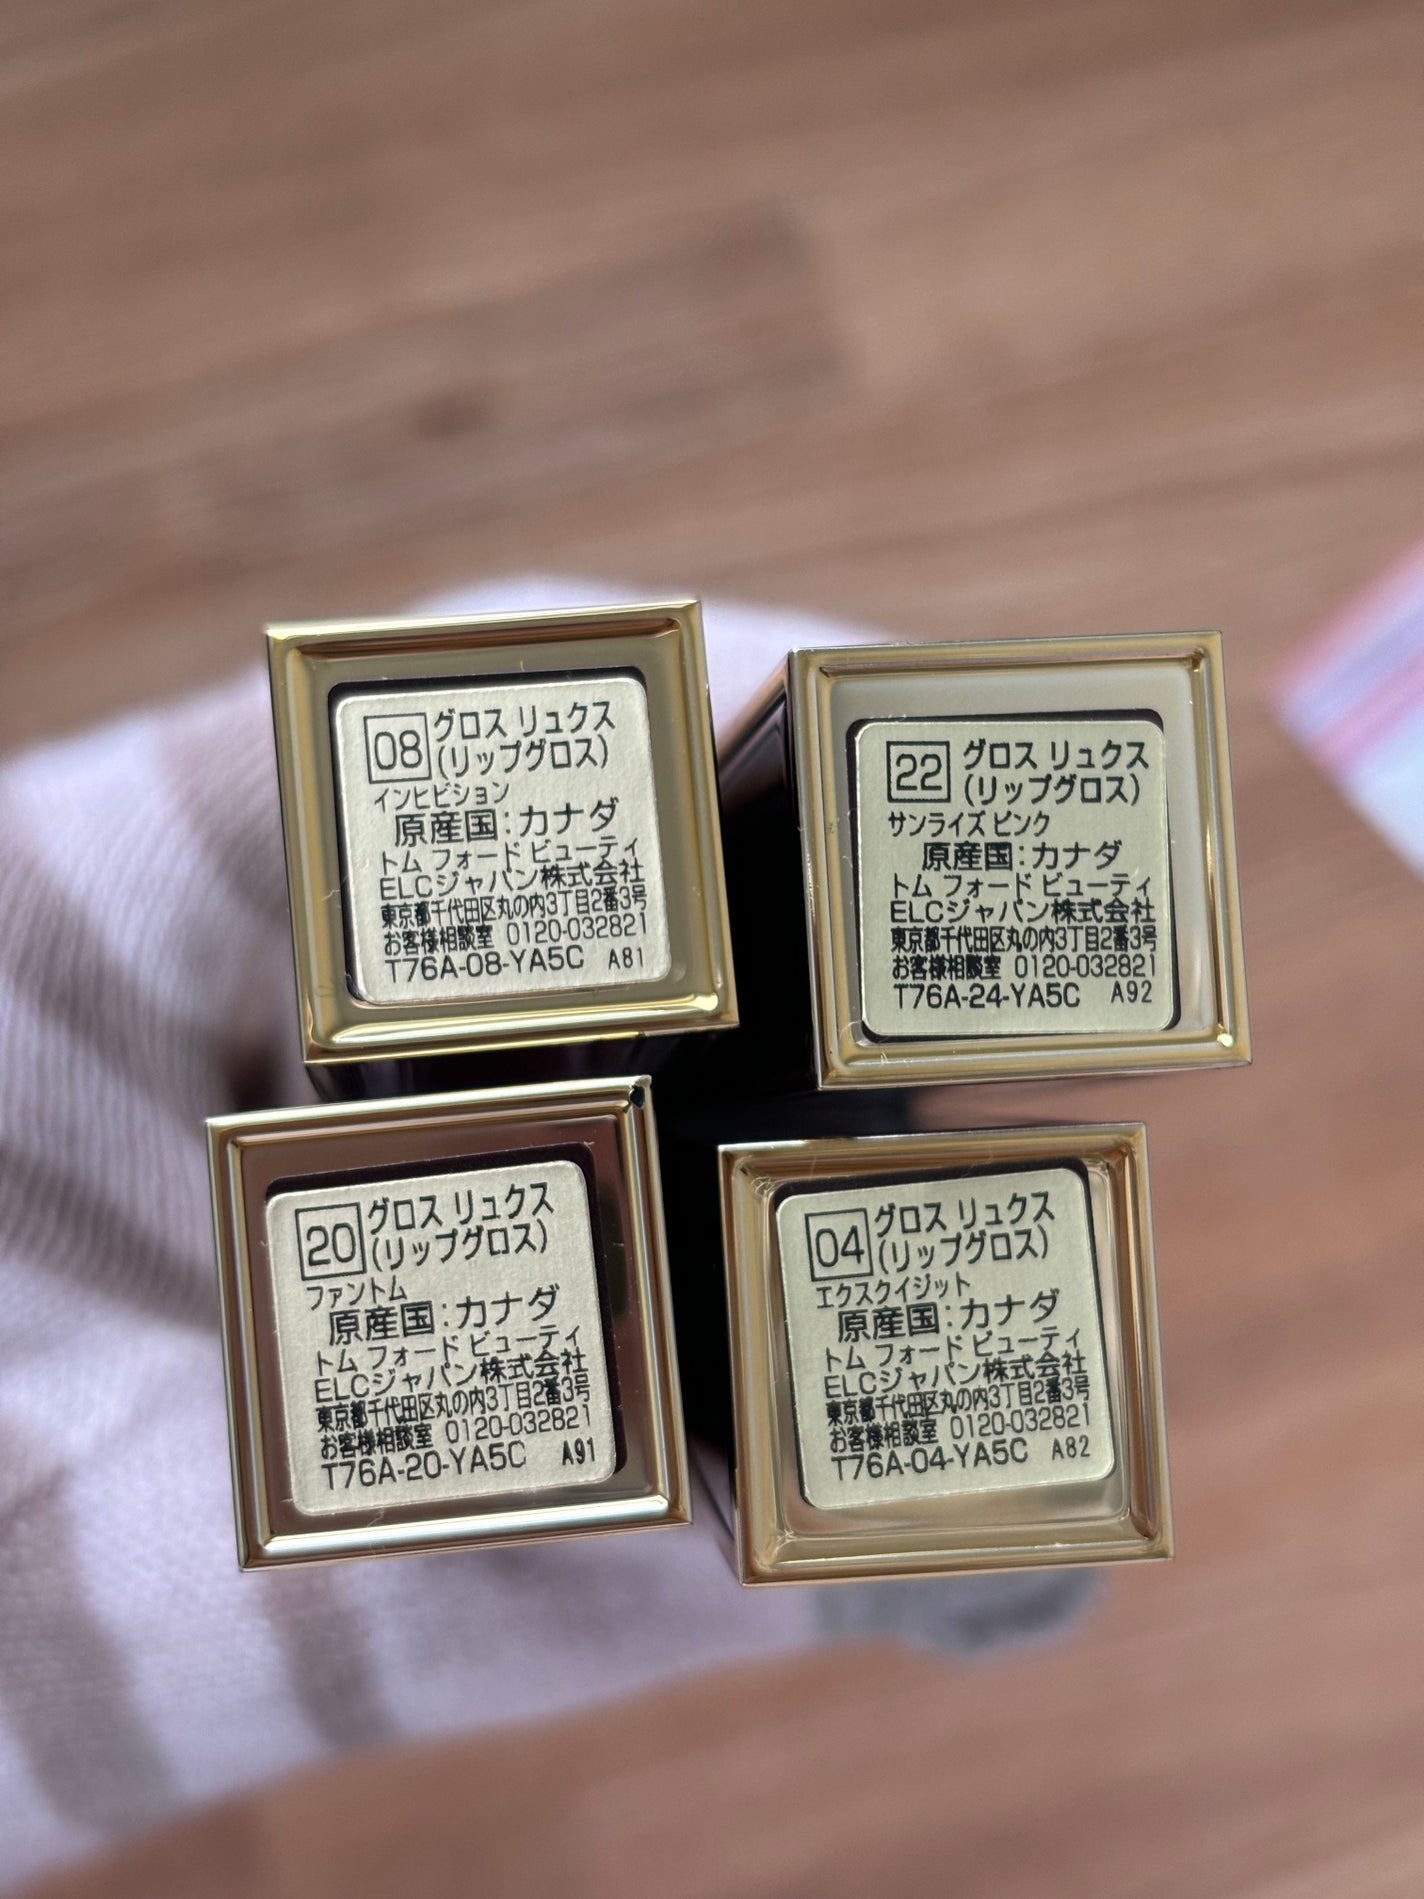 08 グロス リュクス
(リップグロス)
インヒビション
原産国:カナダ
トム フォード ビューティ
ELCジャパン株式会社
東京都千代田区丸の内3丁目2番3号
お客様相談室 0120-032821
T76A-08-YA5C A81
22 グロス リュクス
(リップグロス)
サンライズ ピンク
原産国:カナダ
トム フォード ビューティ
ELCジャパン株式会社
東京都千代田区丸の内3丁目2番3号
お客様相談室 0120-032821
T76A-24-YA5C A92
20 グロス リュクス
(リップグロス)
ファントム
原産国:カナダ
トム フォード ビューティ
ELCジャパン株式会社
東京都千代田区丸の内3丁目2番3号
お客様相談室 0120-032821
T76A-20-YA5C A91
04 グロス リュクス
(リップグロス)
エクスクイジット
原産国:カナダ
トム フォード ビューティ
ELCジャパン株式会社
東京都千代田区丸の内3丁目2番3号
お客様相談室 0120-032821
T76A-04-YA5C A82